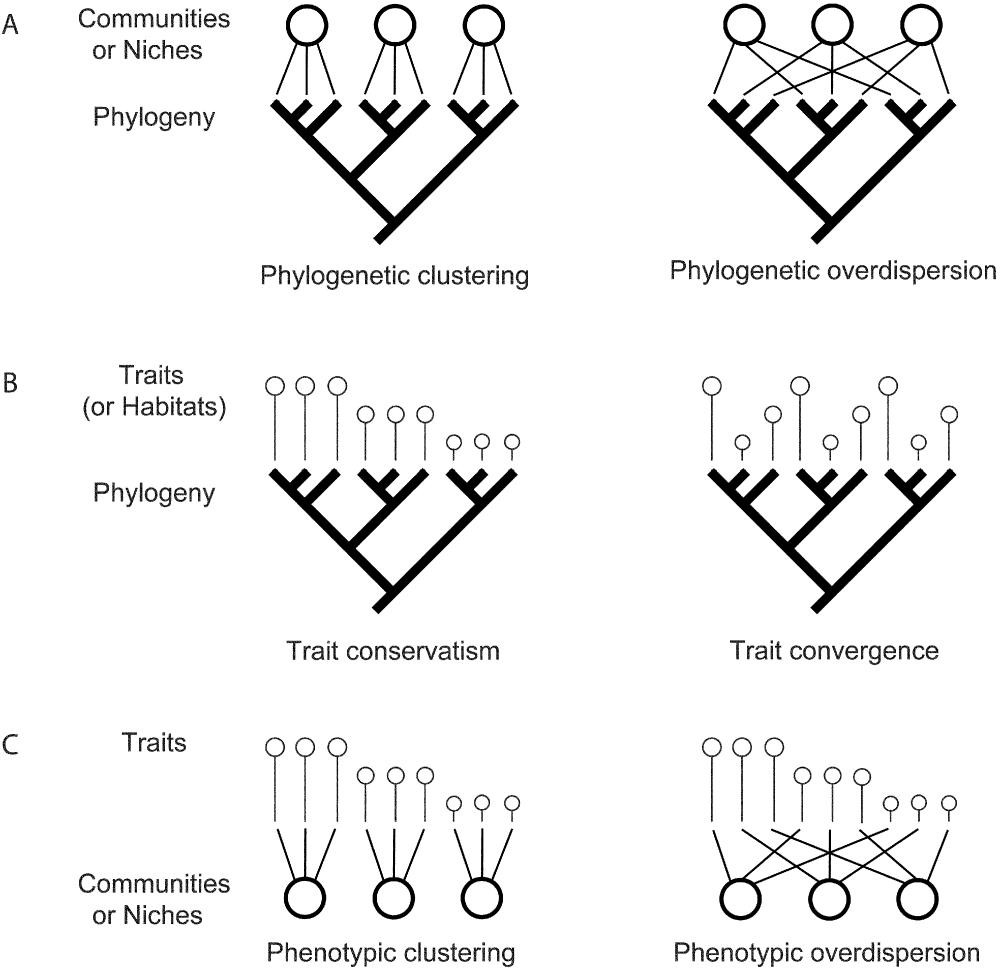 A
Communities
or Niches
Phylogeny
Phylogenetic clustering
Phylogenetic overdispersion
B
Traits
(or Habitats)
Phylogeny
Trait conservatism
Trait convergence
C
Traits
Communities
or Niches
Phenotypic clustering
Phenotypic overdispersion